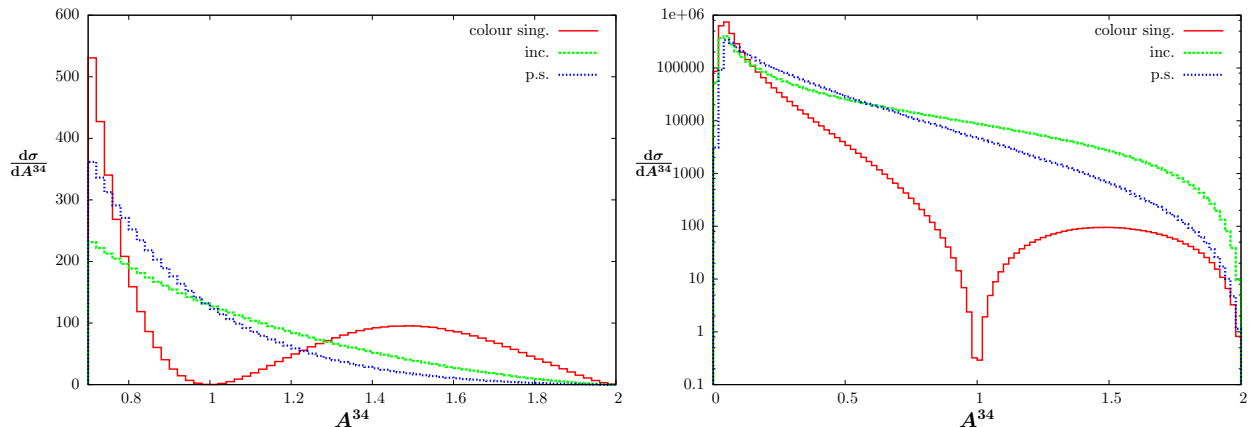 600
500
400
300
200
100
0
dσ
dA³⁴
0.8 1 1.2 1.4 1.6 1.8 2
A³⁴
colour sing.
inc.
p.s.
1e+06
100000
10000
1000
100
10
1
0.1
dσ
dA³⁴
0 0.5 1 1.5 2
A³⁴
colour sing.
inc.
p.s.